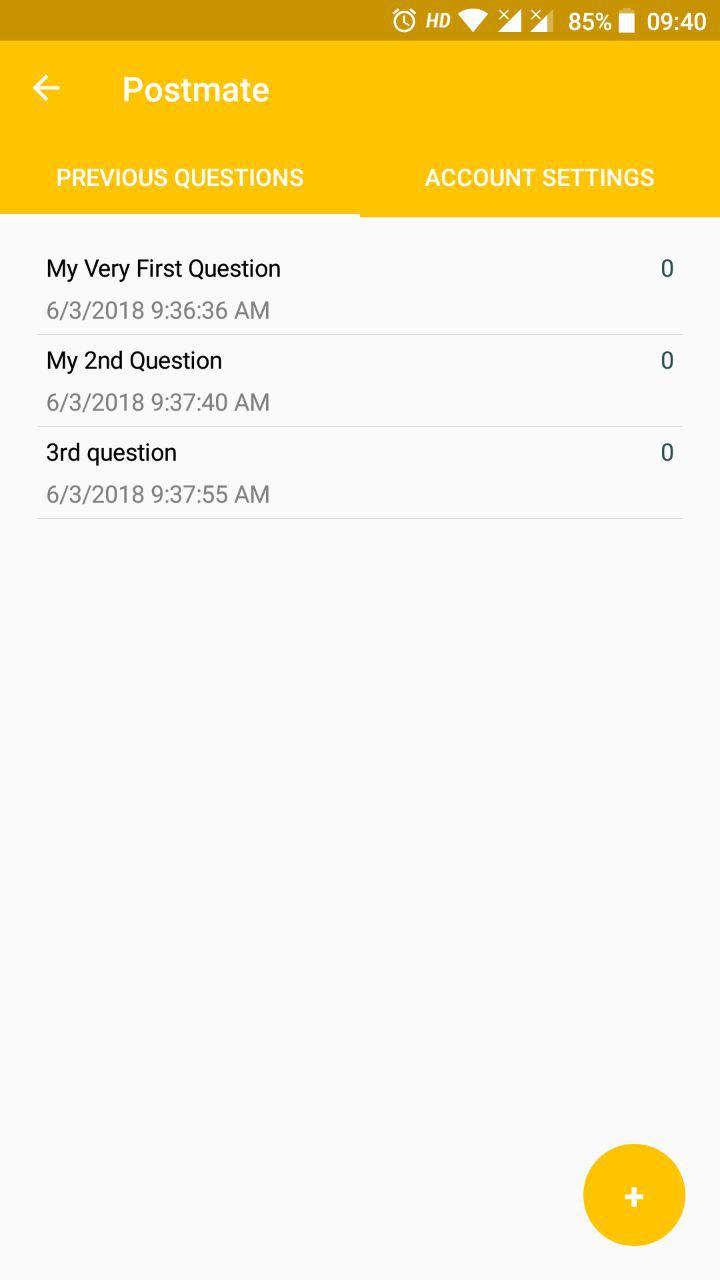 HD 85% 09:40
Postmate
PREVIOUS QUESTIONS ACCOUNT SETTINGS
My Very First Question 0
6/3/2018 9:36:36 AM
My 2nd Question 0
6/3/2018 9:37:40 AM
3rd question 0
6/3/2018 9:37:55 AM
+